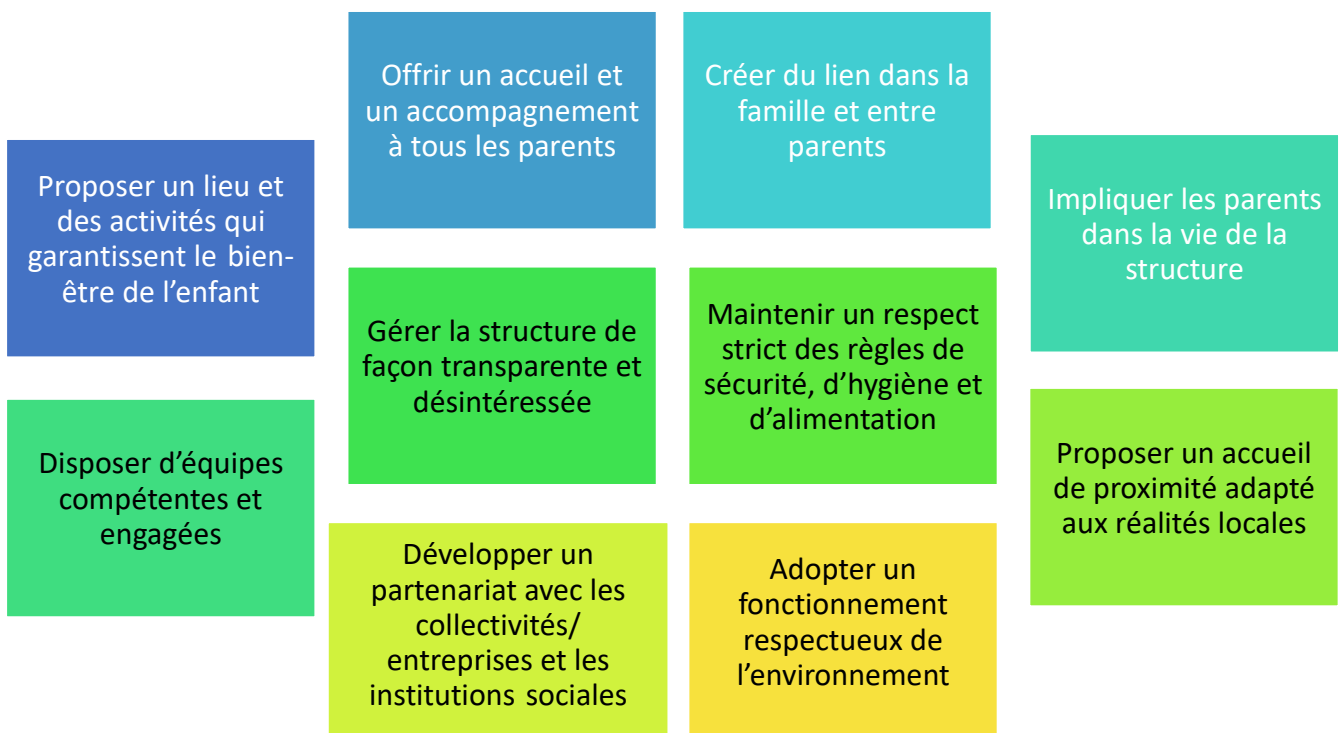 Offrir un accueil et
un accompagnement
à tous les parents
Créer du lien dans la
famille et entre
parents
Proposer un lieu et
des activités qui
garantissent le bien-
être de l’enfant
Impliquer les parents
dans la vie de la
structure
Gérer la structure de
façon transparente et
désintéressée
Maintenir un respect
strict des règles de
sécurité, d’hygiène et
d’alimentation
Disposer d’équipes
compétentes et
engagées
Proposer un accueil
de proximité adapté
aux réalités locales
Développer un
partenariat avec les
collectivités/
entreprises et les
institutions sociales
Adopter un
fonctionnement
respectueux de
l’environnement